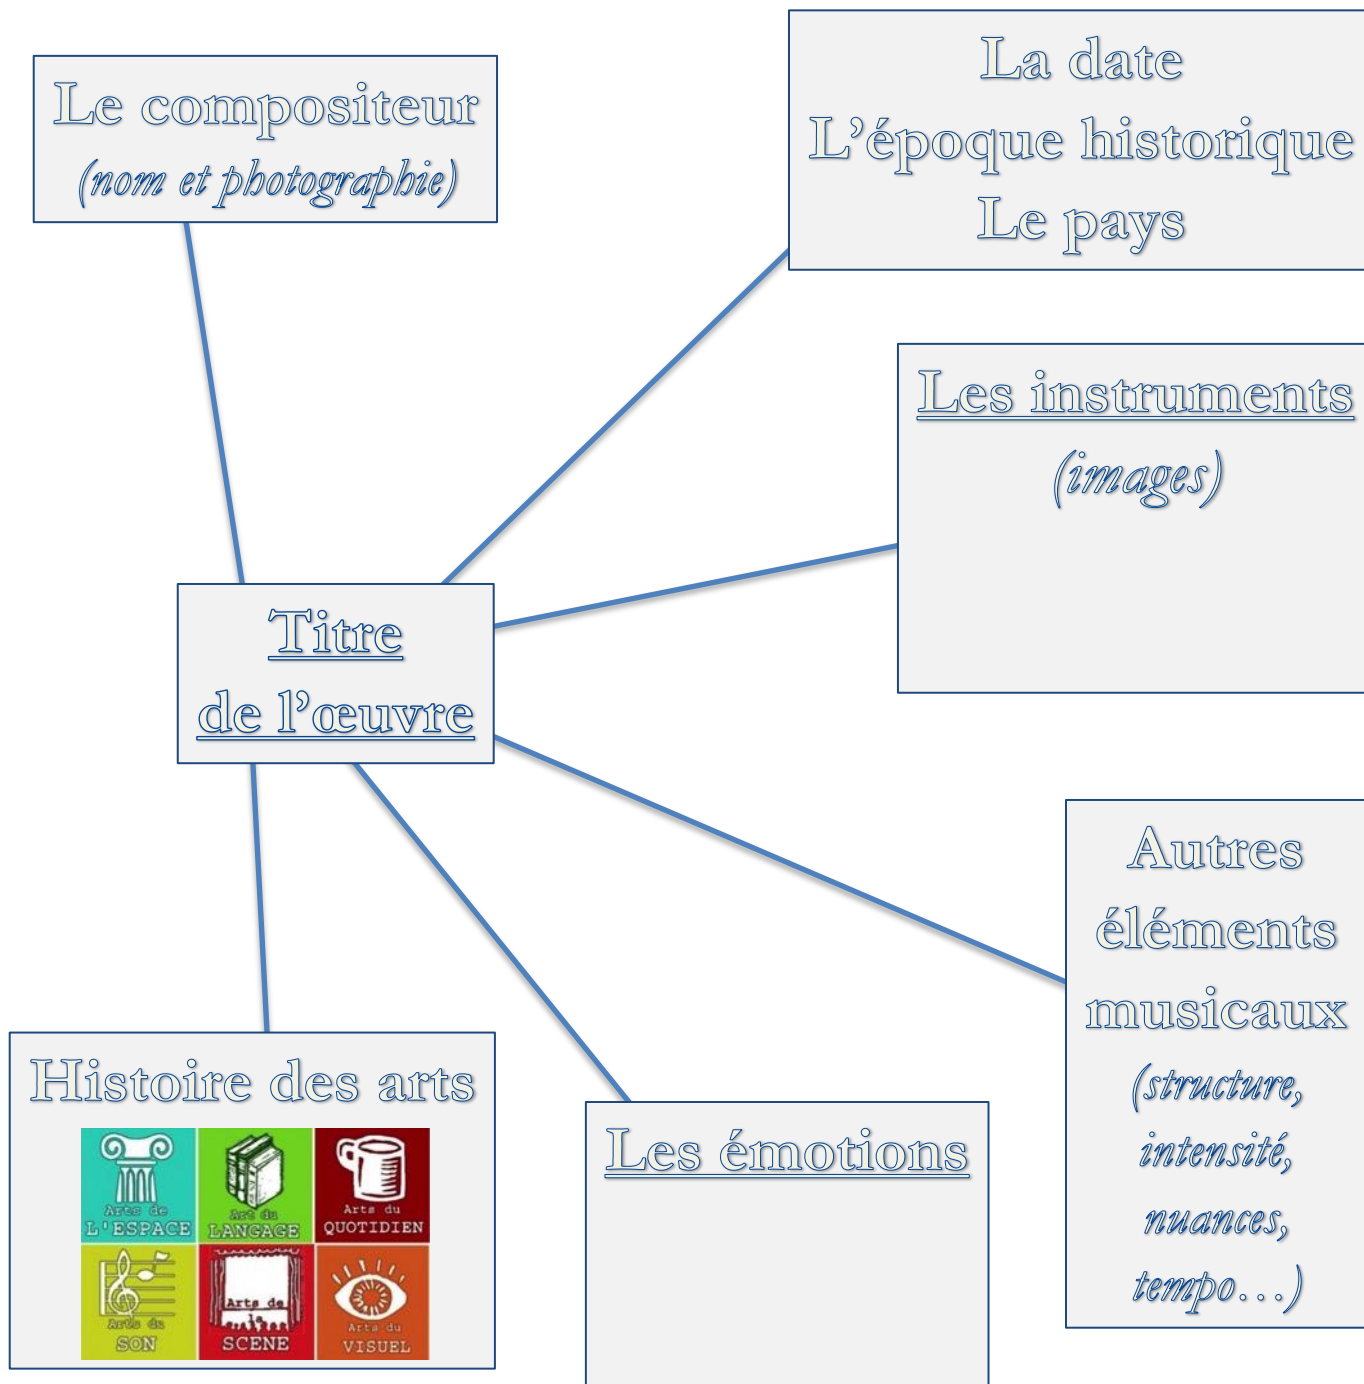 Le compositeur
(nom et photographie)
La date
L’époque historique
Le pays
Les instruments
(images)
Titre
de l’œuvre
Autres
éléments
musicaux
(structure,
intensité,
nuances,
tempo…)
Histoire des arts
Arts de
L'ESPACE
Art du
LANGAGE
Arts du
QUOTIDIEN
Arts du
SON
Arts de
la
SCENE
Arts du
VISUEL
Les émotions